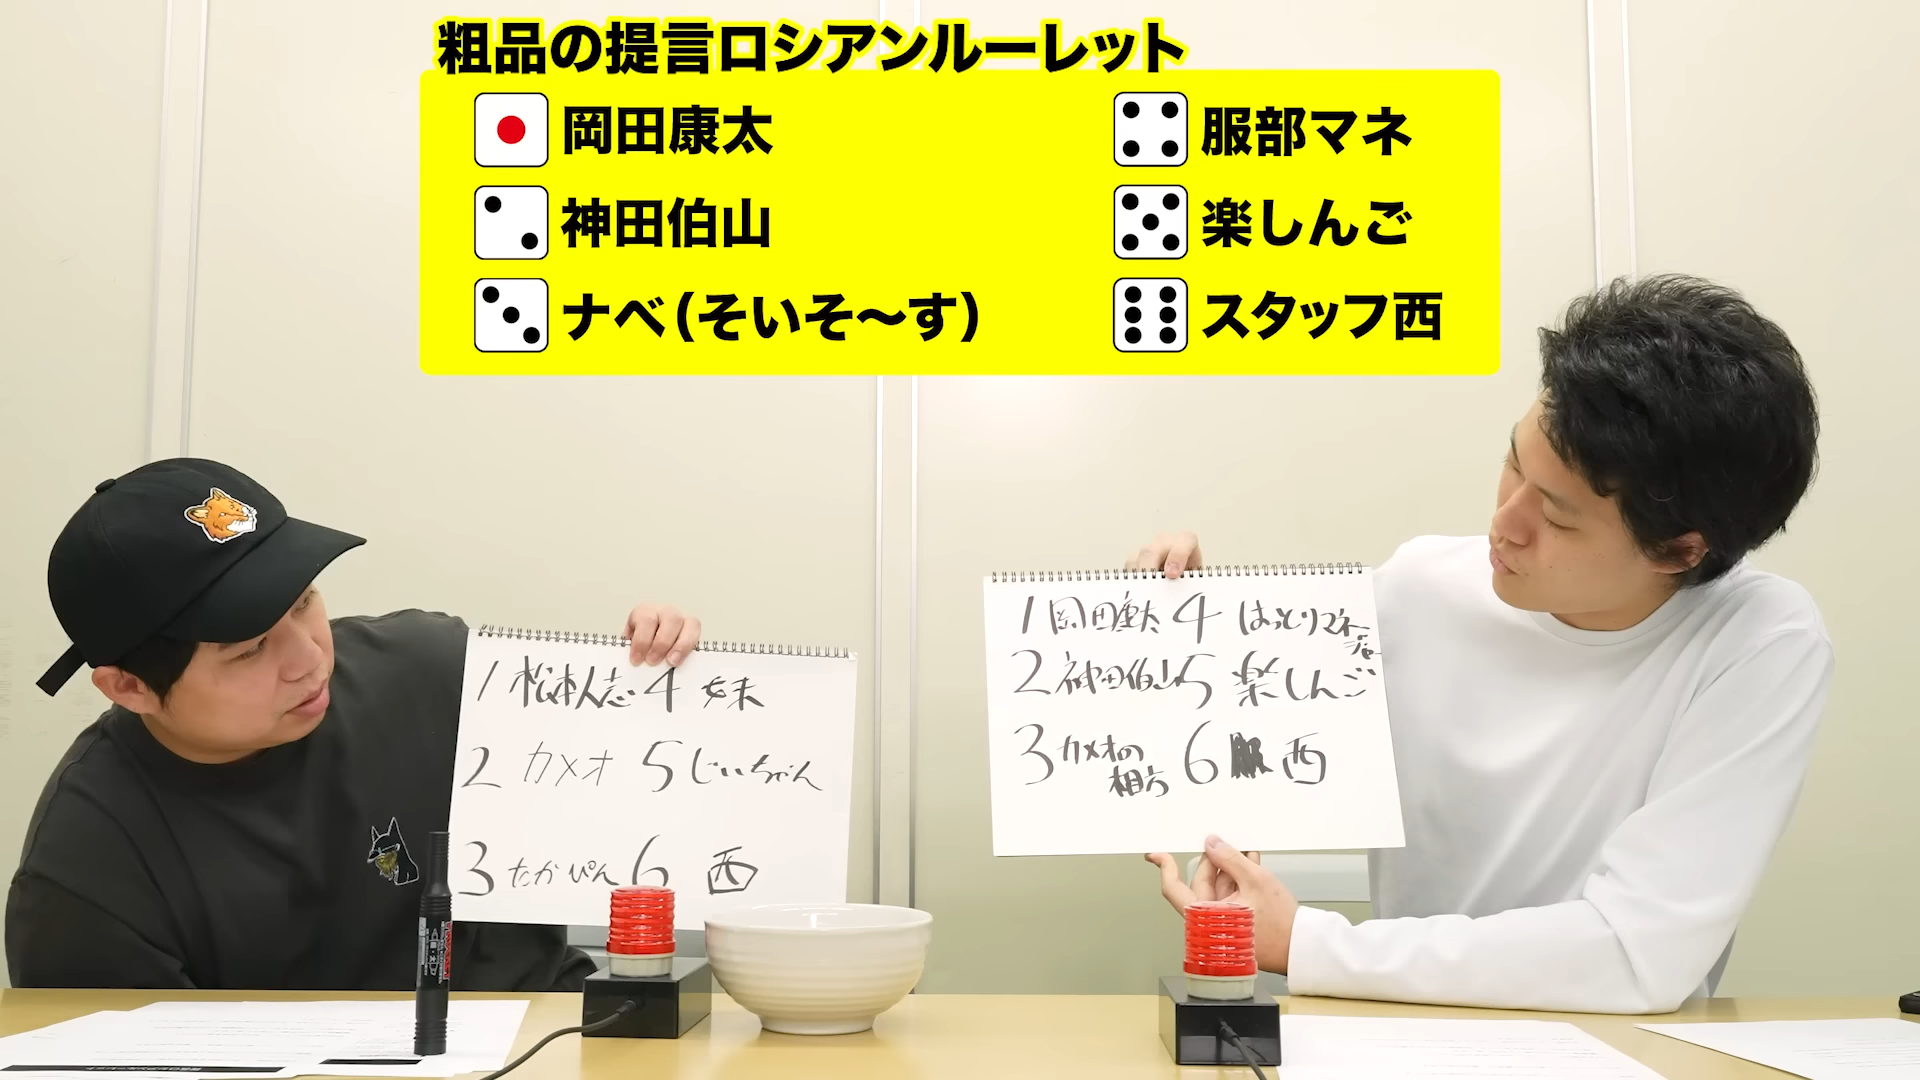 粗品の提言ロシアンルーレット
岡田康太
神田伯山
ナベ(そいそ〜す)
服部マネ
楽しんご
スタッフ西
1 松本人志 4 妹
2 カメオ 5 じいちゃん
3 たかぴん 6 西
1 岡田康太 4 はっとりマネージャー
2 神田伯山 5 楽しんご
3 カメオの相方 6 西